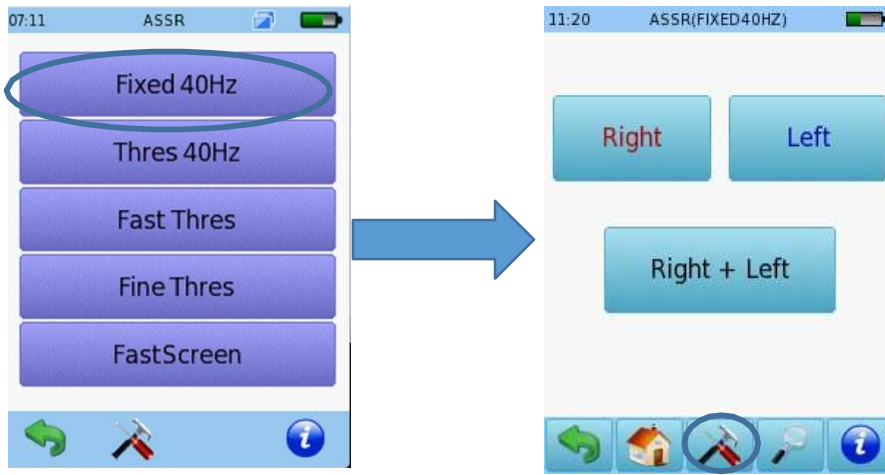 07:11 ASSR
Fixed 40Hz
Thres 40Hz
Fast Thres
Fine Thres
FastScreen
i
11:20 ASSR(FIXED40HZ)
Right Left
Right + Left
i